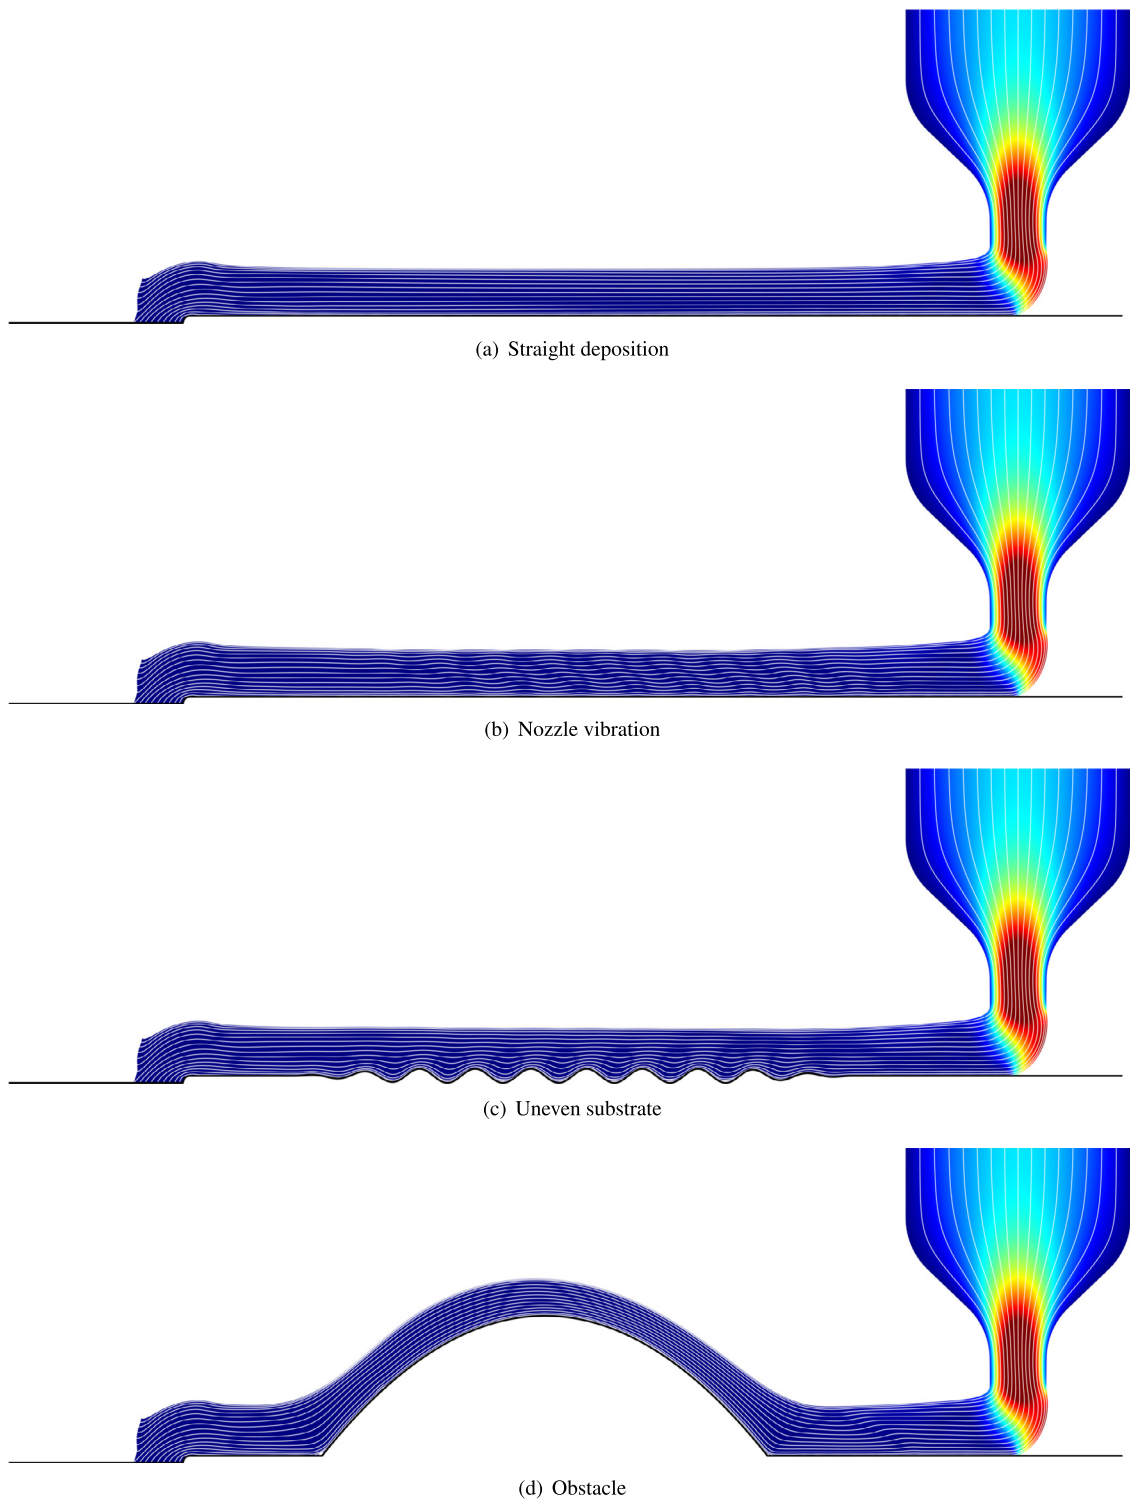 (a) Straight deposition
(b) Nozzle vibration
(c) Uneven substrate
(d) Obstacle